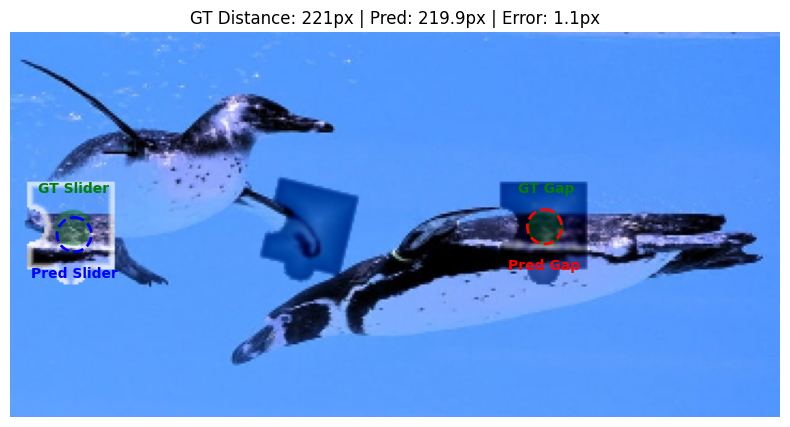 GT Distance: 221px | Pred: 219.9px | Error: 1.1px
GT Slider
GT Gap
Pred Slider
Pred Gap